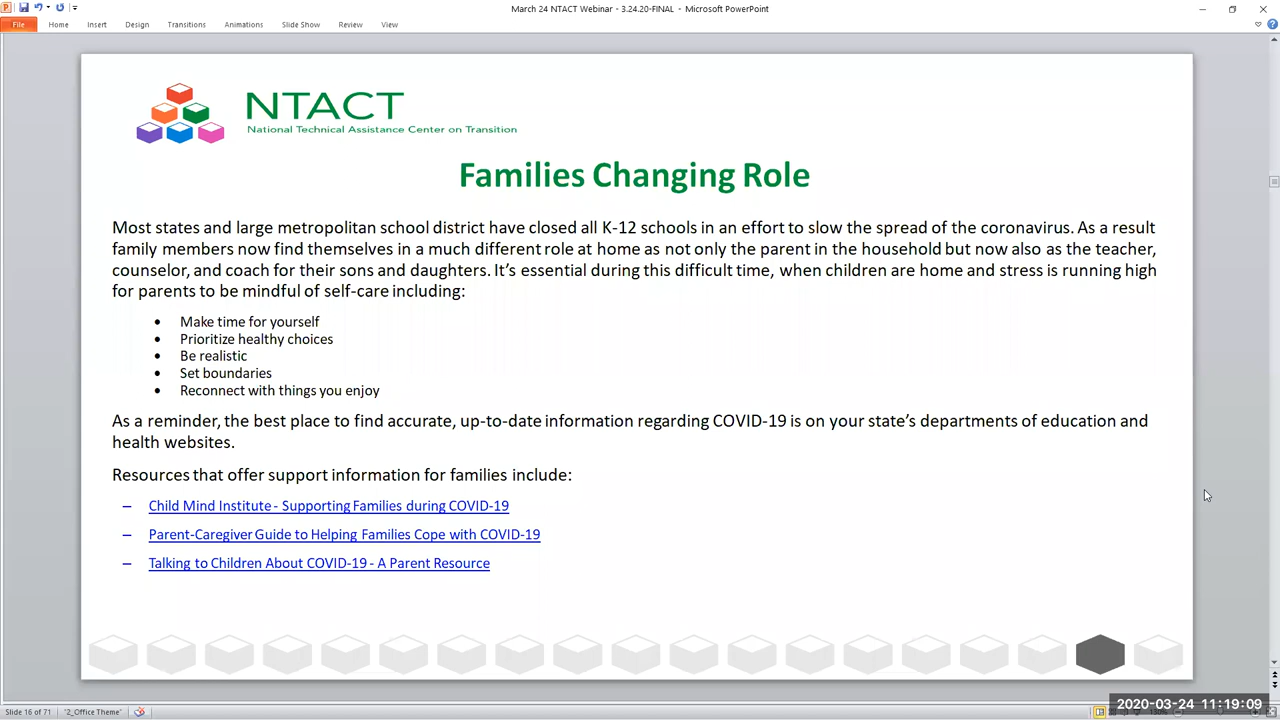 March 24 NTACT Webinar - 3.24.20-FINAL - Microsoft PowerPoint
File Home Insert Design Transitions Animations Slide Show Review View
NTACT
National Technical Assistance Center on Transition
Families Changing Role
Most states and large metropolitan school district have closed all K-12 schools in an effort to slow the spread of the coronavirus. As a result
family members now find themselves in a much different role at home as not only the parent in the household but now also as the teacher,
counselor, and coach for their sons and daughters. It’s essential during this difficult time, when children are home and stress is running high
for parents to be mindful of self-care including:
• Make time for yourself
• Prioritize healthy choices
• Be realistic
• Set boundaries
• Reconnect with things you enjoy
As a reminder, the best place to find accurate, up-to-date information regarding COVID-19 is on your state’s departments of education and
health websites.
Resources that offer support information for families include:
– Child Mind Institute - Supporting Families during COVID-19
– Parent-Caregiver Guide to Helping Families Cope with COVID-19
– Talking to Children About COVID-19 - A Parent Resource
2020-03-24 11:19:09
Slide 16 of 71 "2_Office Theme"